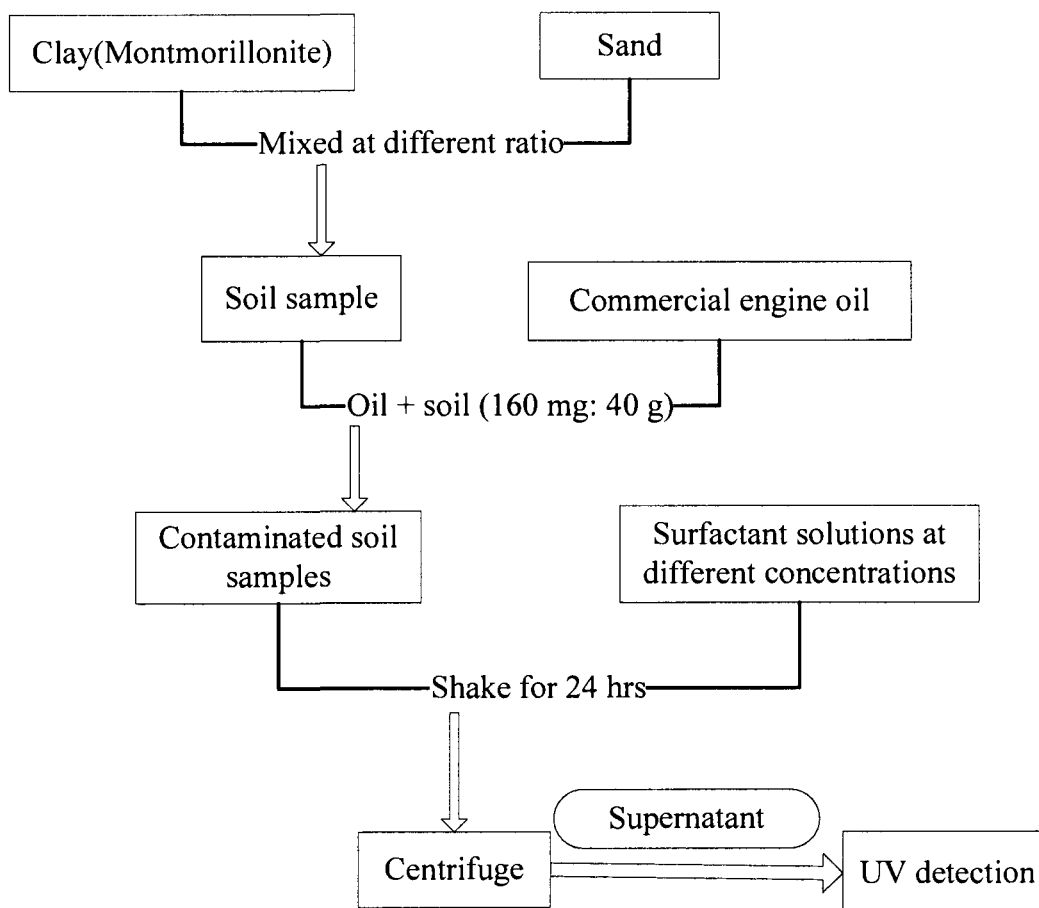 Clay(Montmorillonite)
Sand
Mixed at different ratio
Soil sample
Commercial engine oil
Oil + soil (160 mg: 40 g)
Contaminated soil
samples
Surfactant solutions at
different concentrations
Shake for 24 hrs
Supernatant
Centrifuge
UV detection